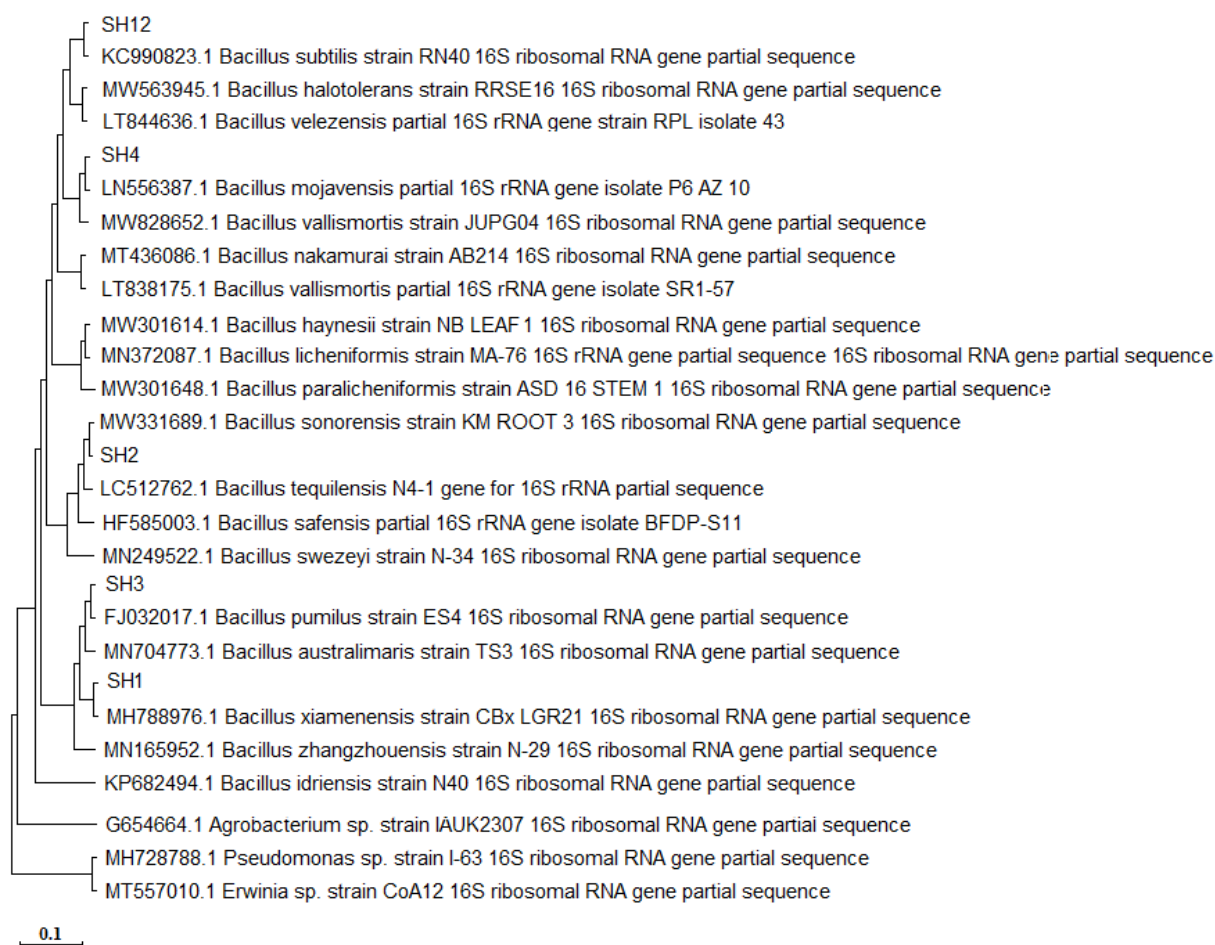 SH12
KC990823.1 Bacillus subtilis strain RN40 16S ribosomal RNA gene partial sequence
MW563945.1 Bacillus halotolerans strain RRSE16 16S ribosomal RNA gene partial sequence
LT844636.1 Bacillus velezensis partial 16S rRNA gene strain RPL isolate 43
SH4
LN556387.1 Bacillus mojavensis partial 16S rRNA gene isolate P6 AZ 10
MW828652.1 Bacillus vallismortis strain JUPG04 16S ribosomal RNA gene partial sequence
MT436086.1 Bacillus nakamurai strain AB214 16S ribosomal RNA gene partial sequence
LT838175.1 Bacillus vallismortis partial 16S rRNA gene isolate SR1-57
MW301614.1 Bacillus haynesii strain NB LEAF 1 16S ribosomal RNA gene partial sequence
MN372087.1 Bacillus licheniformis strain MA-76 16S rRNA gene partial sequence 16S ribosomal RNA gene partial sequence
MW301648.1 Bacillus paralicheniformis strain ASD 16 STEM 1 16S ribosomal RNA gene partial sequence
MW331689.1 Bacillus sonorensis strain KM ROOT 3 16S ribosomal RNA gene partial sequence
SH2
LC512762.1 Bacillus tequilensis N4-1 gene for 16S rRNA partial sequence
HF585003.1 Bacillus safensis partial 16S rRNA gene isolate BFDP-S11
MN249522.1 Bacillus swezeyi strain N-34 16S ribosomal RNA gene partial sequence
SH3
FJ032017.1 Bacillus pumilus strain ES4 16S ribosomal RNA gene partial sequence
MN704773.1 Bacillus australimaris strain TS3 16S ribosomal RNA gene partial sequence
SH1
MH788976.1 Bacillus xiamenensis strain CBx LGR21 16S ribosomal RNA gene partial sequence
MN165952.1 Bacillus zhangzhouensis strain N-29 16S ribosomal RNA gene partial sequence
KP682494.1 Bacillus idriensis strain N40 16S ribosomal RNA gene partial sequence
G654664.1 Agrobacterium sp. strain IAUK2307 16S ribosomal RNA gene partial sequence
MH728788.1 Pseudomonas sp. strain I-63 16S ribosomal RNA gene partial sequence
MT557010.1 Erwinia sp. strain CoA12 16S ribosomal RNA gene partial sequence
0.1